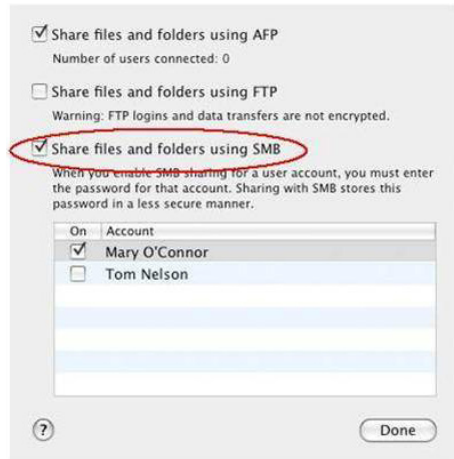 Share files and folders using AFP
Number of users connected: 0
Share files and folders using FTP
Warning: FTP logins and data transfers are not encrypted.
Share files and folders using SMB
When you enable SMB sharing for a user account, you must enter
the password for that account. Sharing with SMB stores this
password in a less secure manner.
On Account
Mary O'Connor
Tom Nelson
? Done